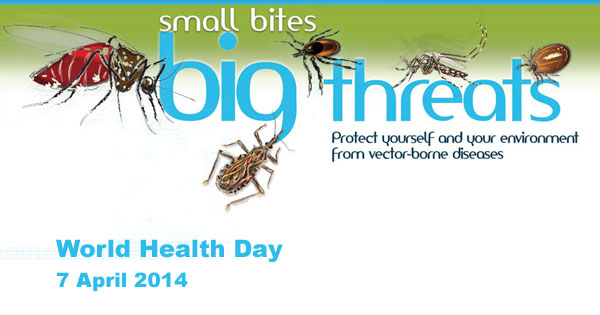 small bites
big threats
Protect yourself and your environment
from vector-borne diseases
World Health Day
7 April 2014